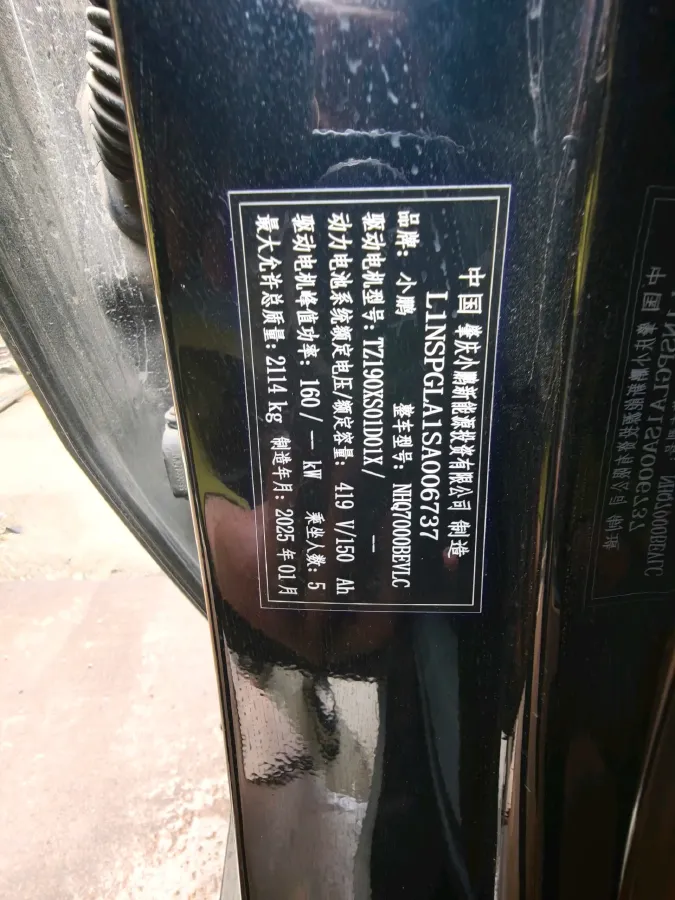 中国 肇庆小鹏新能源投资有限公司 制造
L1NSPGLA1SA006737
品牌：小鹏 整车型号：NHQ7000BEVLC
驱动电机型号：TZ190XS01D01X/ —
动力电池系统额定电压/额定容量：419 V/150 Ah
驱动电机峰值功率：160/ — kW 乘坐人数：5
最大允许总质量：2114 kg 制造年月：2025 年 01 月